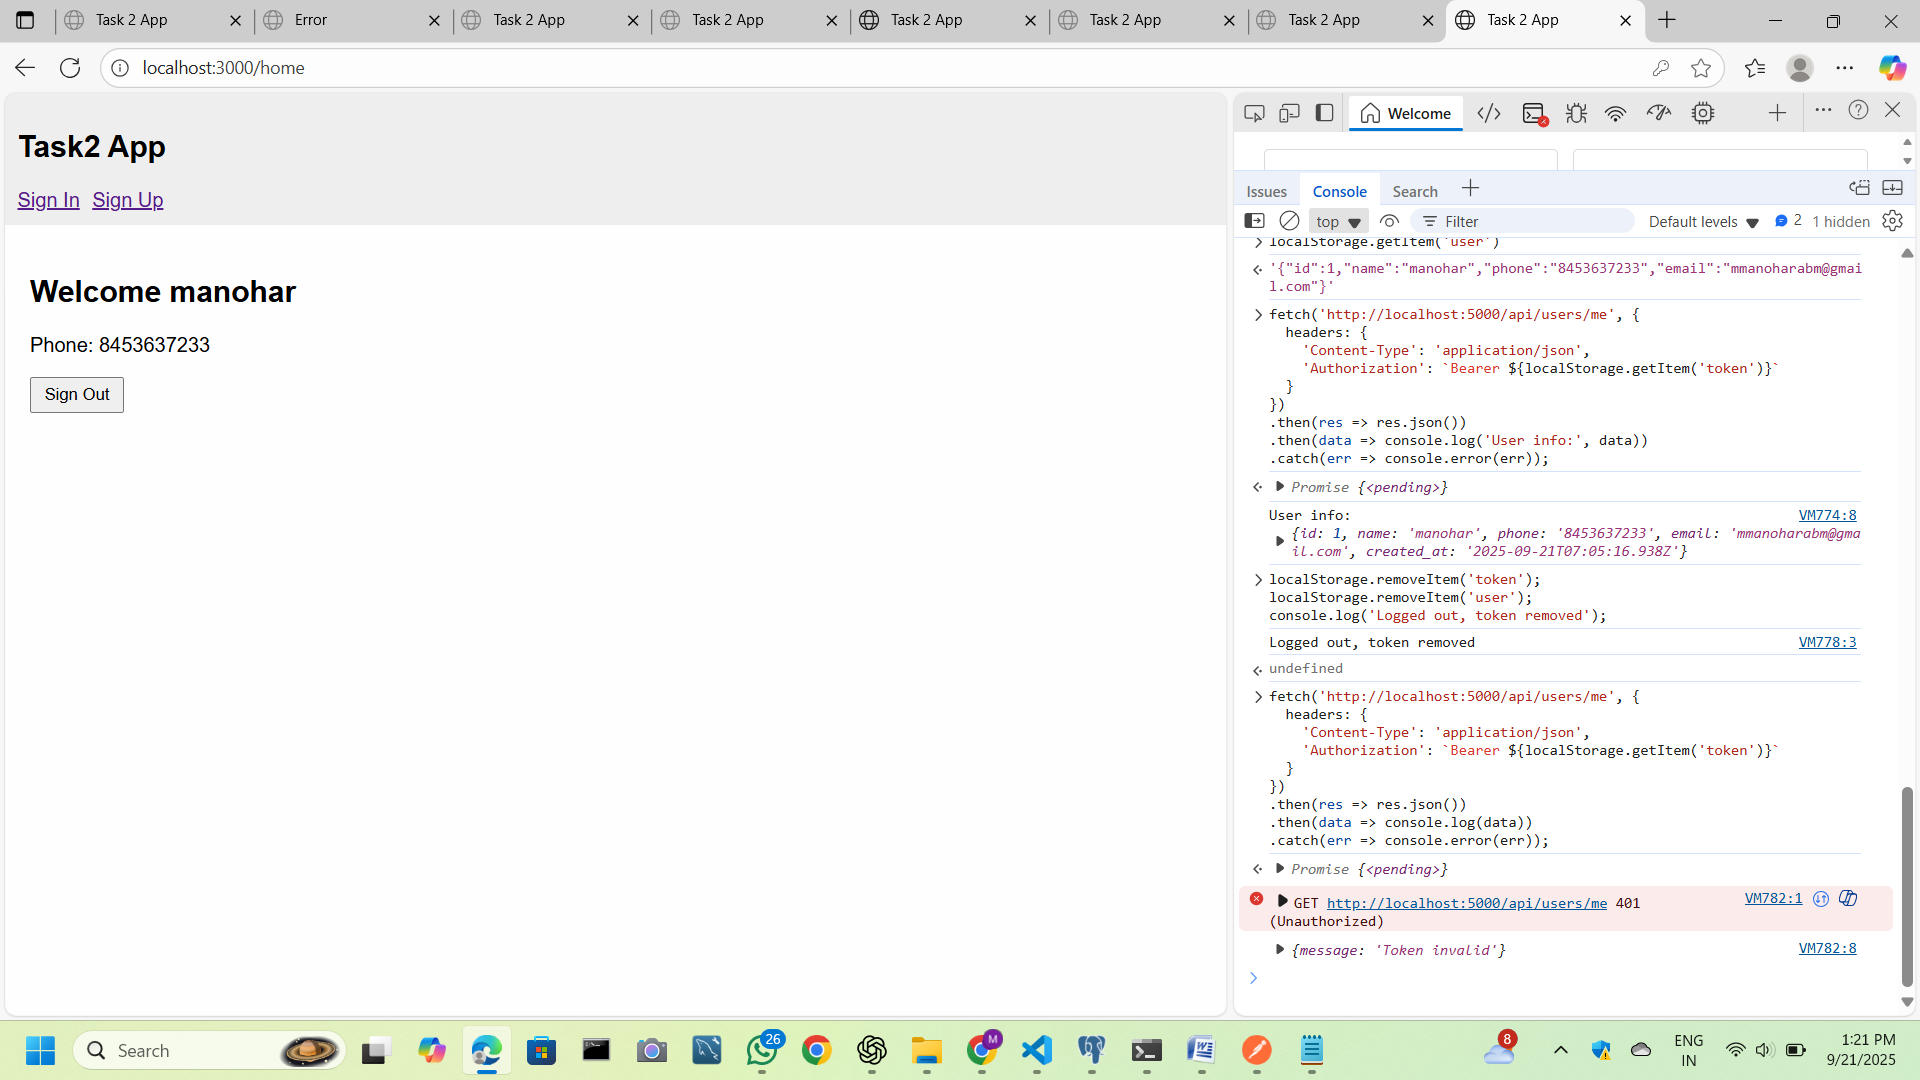 Task 2 App
Error
Task 2 App
Task 2 App
Task 2 App
Task 2 App
Task 2 App
Task 2 App
localhost:3000/home
Task2 App
Sign In Sign Up
Welcome manohar
Phone: 8453637233
Sign Out
Welcome
Issues Console Search
top Filter Default levels 2 1 hidden
localStorage.getItem('user')
'{"id":1,"name":"manohar","phone":"8453637233","email":"mmanoharabm@gmai
l.com"}'
fetch('http://localhost:5000/api/users/me', {
headers: {
'Content-Type': 'application/json',
'Authorization': `Bearer ${localStorage.getItem('token')}`
}
})
.then(res => res.json())
.then(data => console.log('User info:', data))
.catch(err => console.error(err));
Promise {<pending>}
User info: VM774:8
{id: 1, name: 'manohar', phone: '8453637233', email: 'mmanoharabm@gma
il.com', created_at: '2025-09-21T07:05:16.938Z'}
localStorage.removeItem('token');
localStorage.removeItem('user');
console.log('Logged out, token removed');
Logged out, token removed VM778:3
undefined
fetch('http://localhost:5000/api/users/me', {
headers: {
'Content-Type': 'application/json',
'Authorization': `Bearer ${localStorage.getItem('token')}`
}
})
.then(res => res.json())
.then(data => console.log(data))
.catch(err => console.error(err));
Promise {<pending>}
GET http://localhost:5000/api/users/me 401 VM782:1
(Unauthorized)
{message: 'Token invalid'} VM782:8
Search
26
M
8
ENG
IN
1:21 PM
9/21/2025